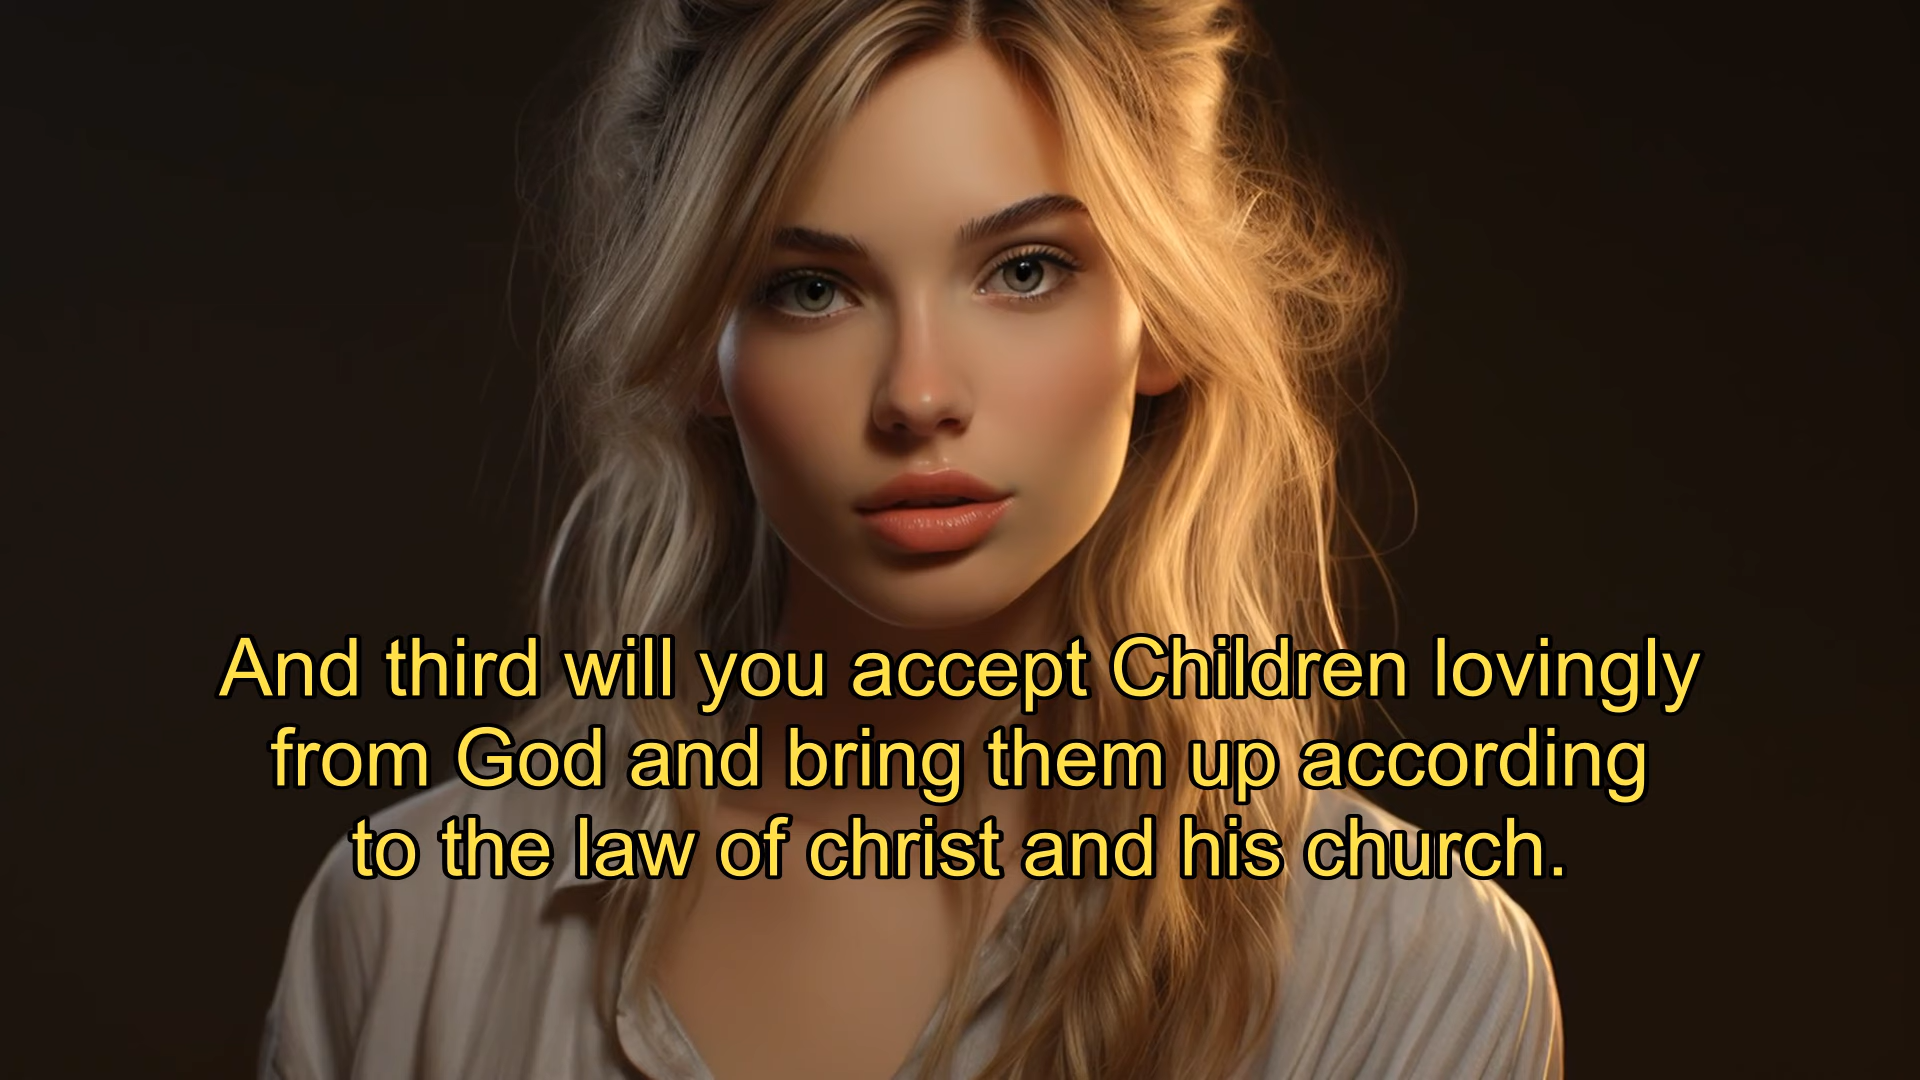 And third will you accept Children lovingly
from God and bring them up according
to the law of christ and his church.